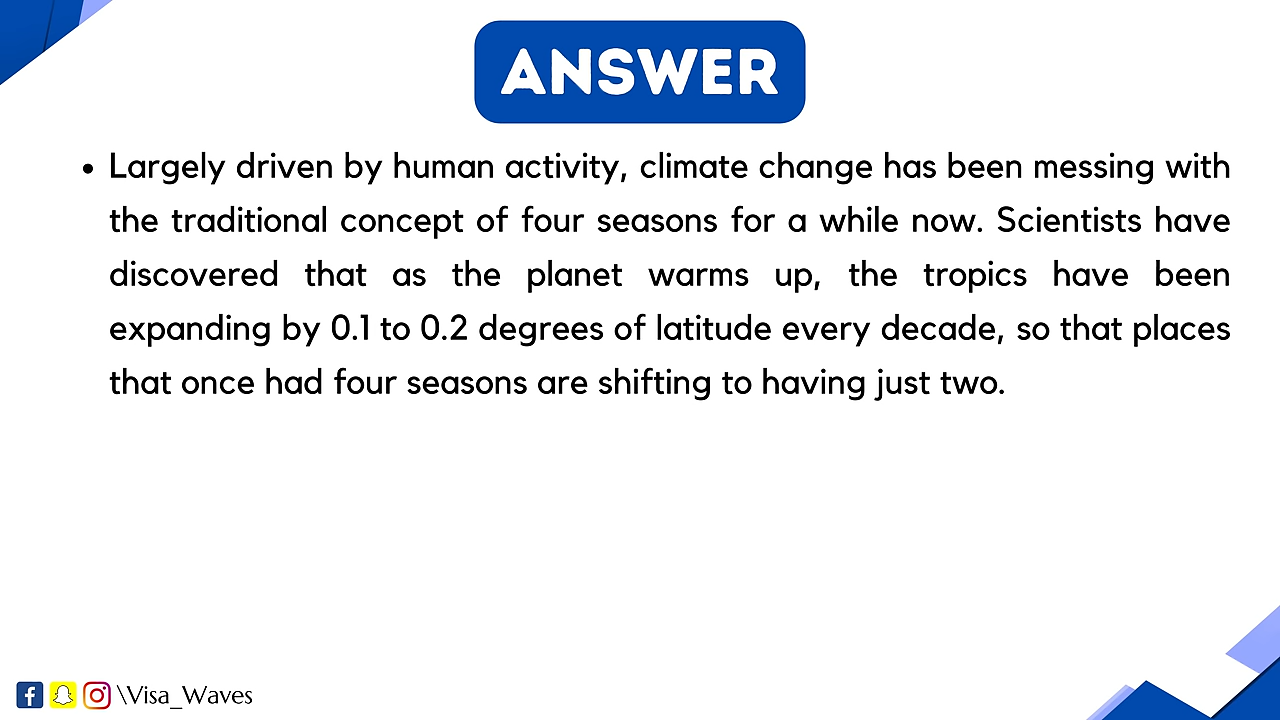 ANSWER
• Largely driven by human activity, climate change has been messing with
the traditional concept of four seasons for a while now. Scientists have
discovered that as the planet warms up, the tropics have been
expanding by 0.1 to 0.2 degrees of latitude every decade, so that places
that once had four seasons are shifting to having just two.
\Visa_Waves